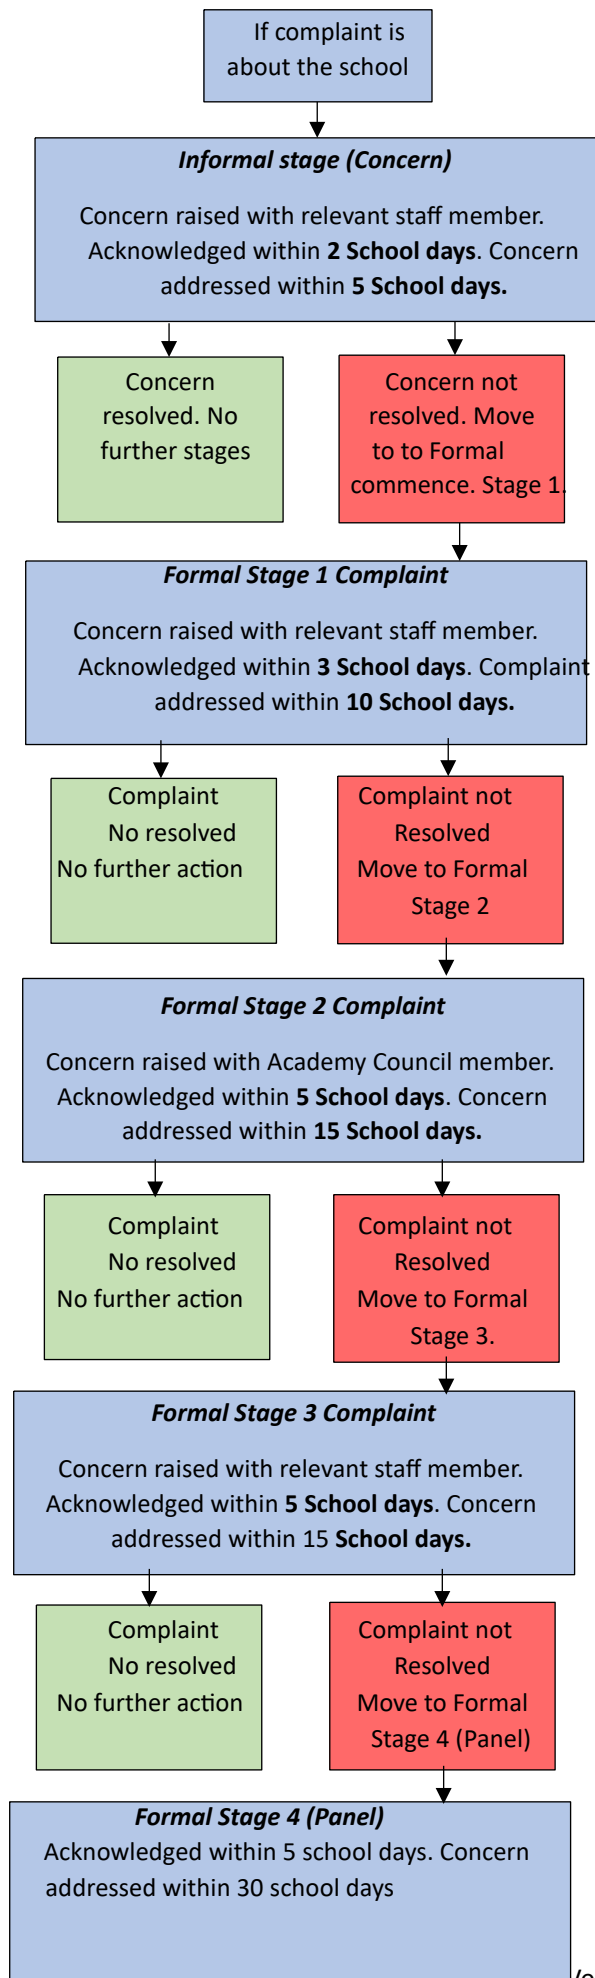 If complaint is
about the school
Informal stage (Concern)
Concern raised with relevant staff member.
Acknowledged within 2 School days. Concern
addressed within 5 School days.
Concern
resolved. No
further stages
Concern not
resolved. Move
to to Formal
commence. Stage 1.
Formal Stage 1 Complaint
Concern raised with relevant staff member.
Acknowledged within 3 School days. Complaint
addressed within 10 School days.
Complaint
No resolved
No further action
Complaint not
Resolved
Move to Formal
Stage 2
Formal Stage 2 Complaint
Concern raised with Academy Council member.
Acknowledged within 5 School days. Concern
addressed within 15 School days.
Complaint
No resolved
No further action
Complaint not
Resolved
Move to Formal
Stage 3.
Formal Stage 3 Complaint
Concern raised with relevant staff member.
Acknowledged within 5 School days. Concern
addressed within 15 School days.
Complaint
No resolved
No further action
Complaint not
Resolved
Move to Formal
Stage 4 (Panel)
Formal Stage 4 (Panel)
Acknowledged within 5 school days. Concern
addressed within 30 school days